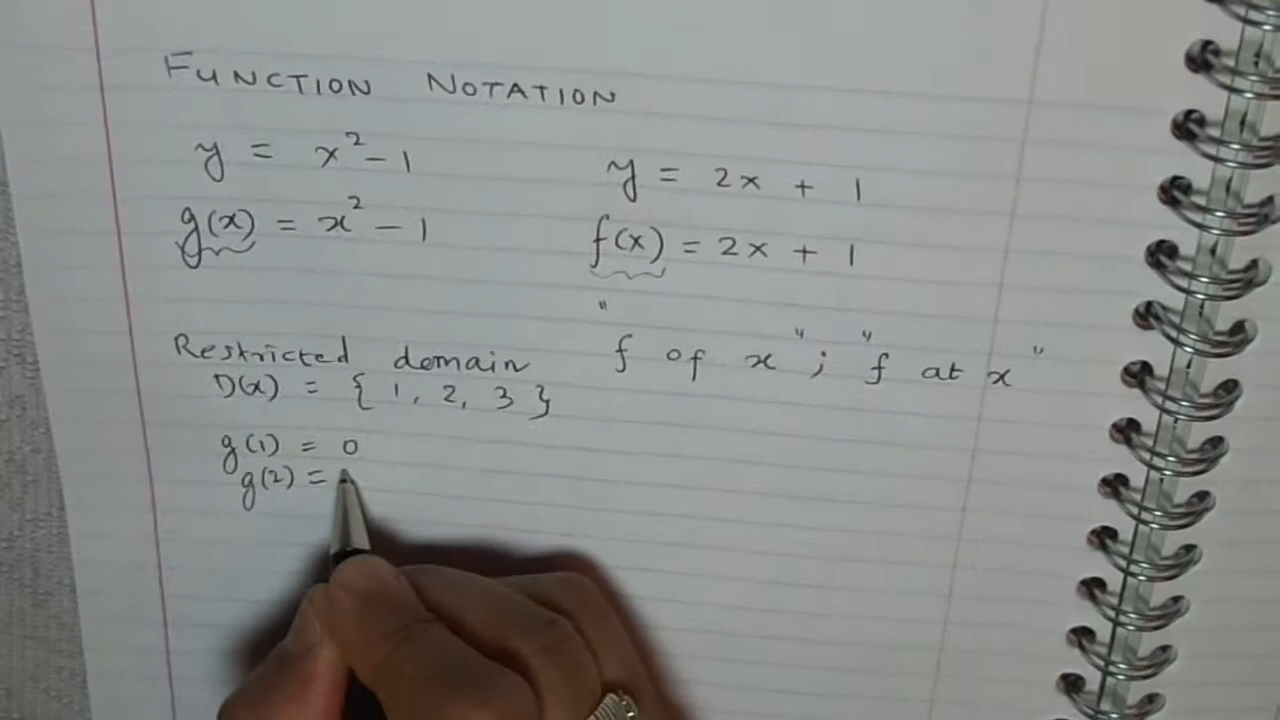 FUNCTION NOTATION
y = x² - 1
g(x) = x² - 1
y = 2x + 1
f(x) = 2x + 1
"f of x"; "f at x"
Restricted domain
D(x) = { 1, 2, 3 }
g(1) = 0
g(2) =